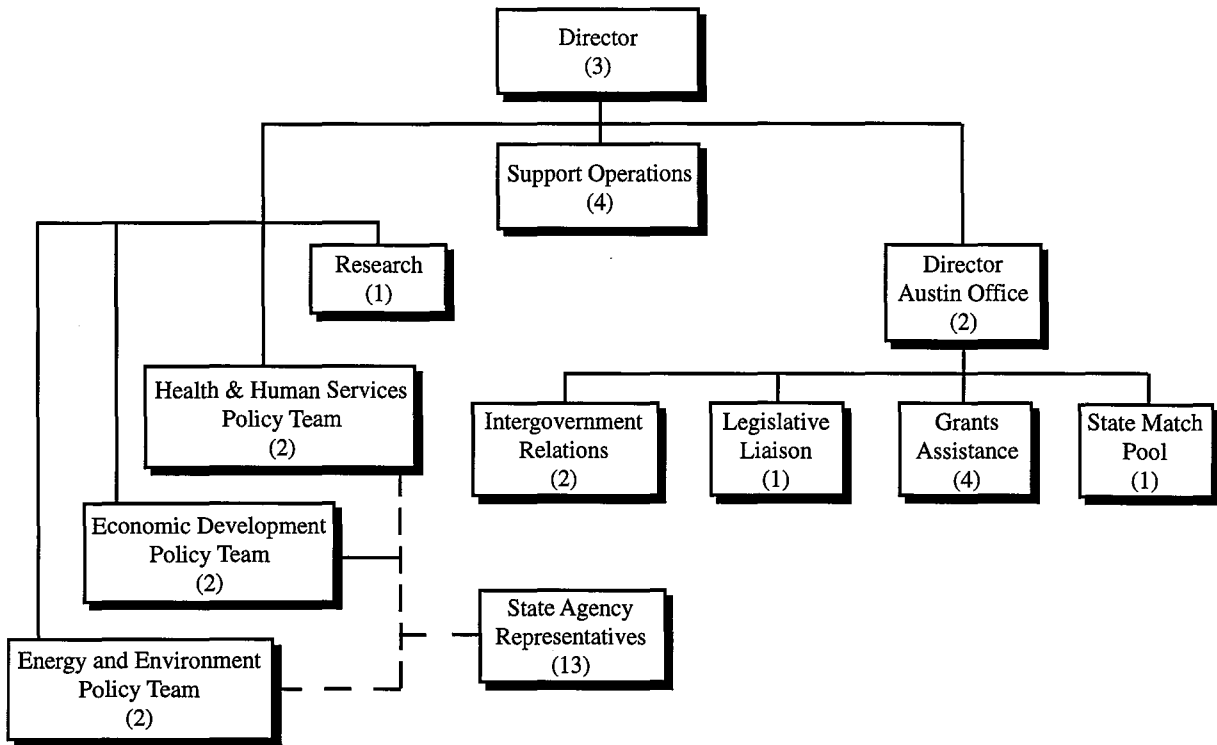 Director
(3)
Support Operations
(4)
Research
(1)
Director
Austin Office
(2)
Health & Human Services
Policy Team
(2)
Intergovernment
Relations
(2)
Legislative
Liaison
(1)
Grants
Assistance
(4)
State Match
Pool
(1)
Economic Development
Policy Team
(2)
State Agency
Representatives
(13)
Energy and Environment
Policy Team
(2)